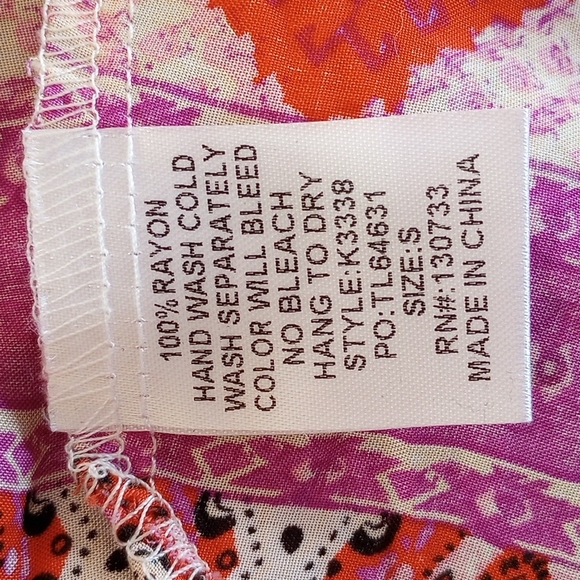 100% RAYON
HAND WASH COLD
WASH SEPARATELY
COLOR WILL BLEED
NO BLEACH
HANG TO DRY
STYLE:K3338
PO:TL64631
SIZE:S
RN#:130733
MADE IN CHINA